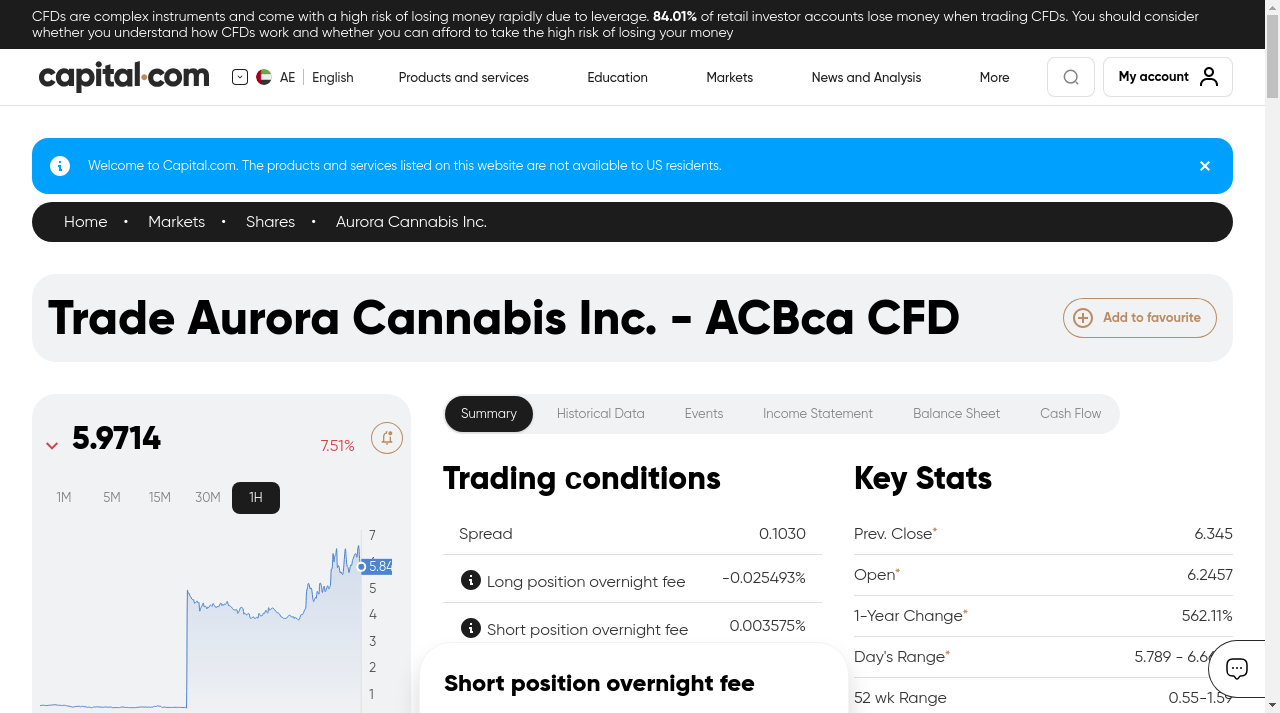 CFDs are complex instruments and come with a high risk of losing money rapidly due to leverage. 84.01% of retail investor accounts lose money when trading CFDs. You should consider
whether you understand how CFDs work and whether you can afford to take the high risk of losing your money
capital.com
AE
English
Products and services
Education
Markets
News and Analysis
More
My account
Welcome to Capital.com. The products and services listed on this website are not available to US residents.
Home • Markets • Shares • Aurora Cannabis Inc.
Trade Aurora Cannabis Inc. - ACBca CFD
Add to favourite
5.9714
7.51%
1M
5M
15M
30M
1H
7
5.84
5
4
3
2
1
Summary
Historical Data
Events
Income Statement
Balance Sheet
Cash Flow
Trading conditions
Spread 0.1030
Long position overnight fee -0.025493%
Short position overnight fee 0.003575%
Short position overnight fee
Key Stats
Prev. Close* 6.345
Open* 6.2457
1-Year Change* 562.11%
Day's Range* 5.789 -
52 wk Range 0.55-1.59